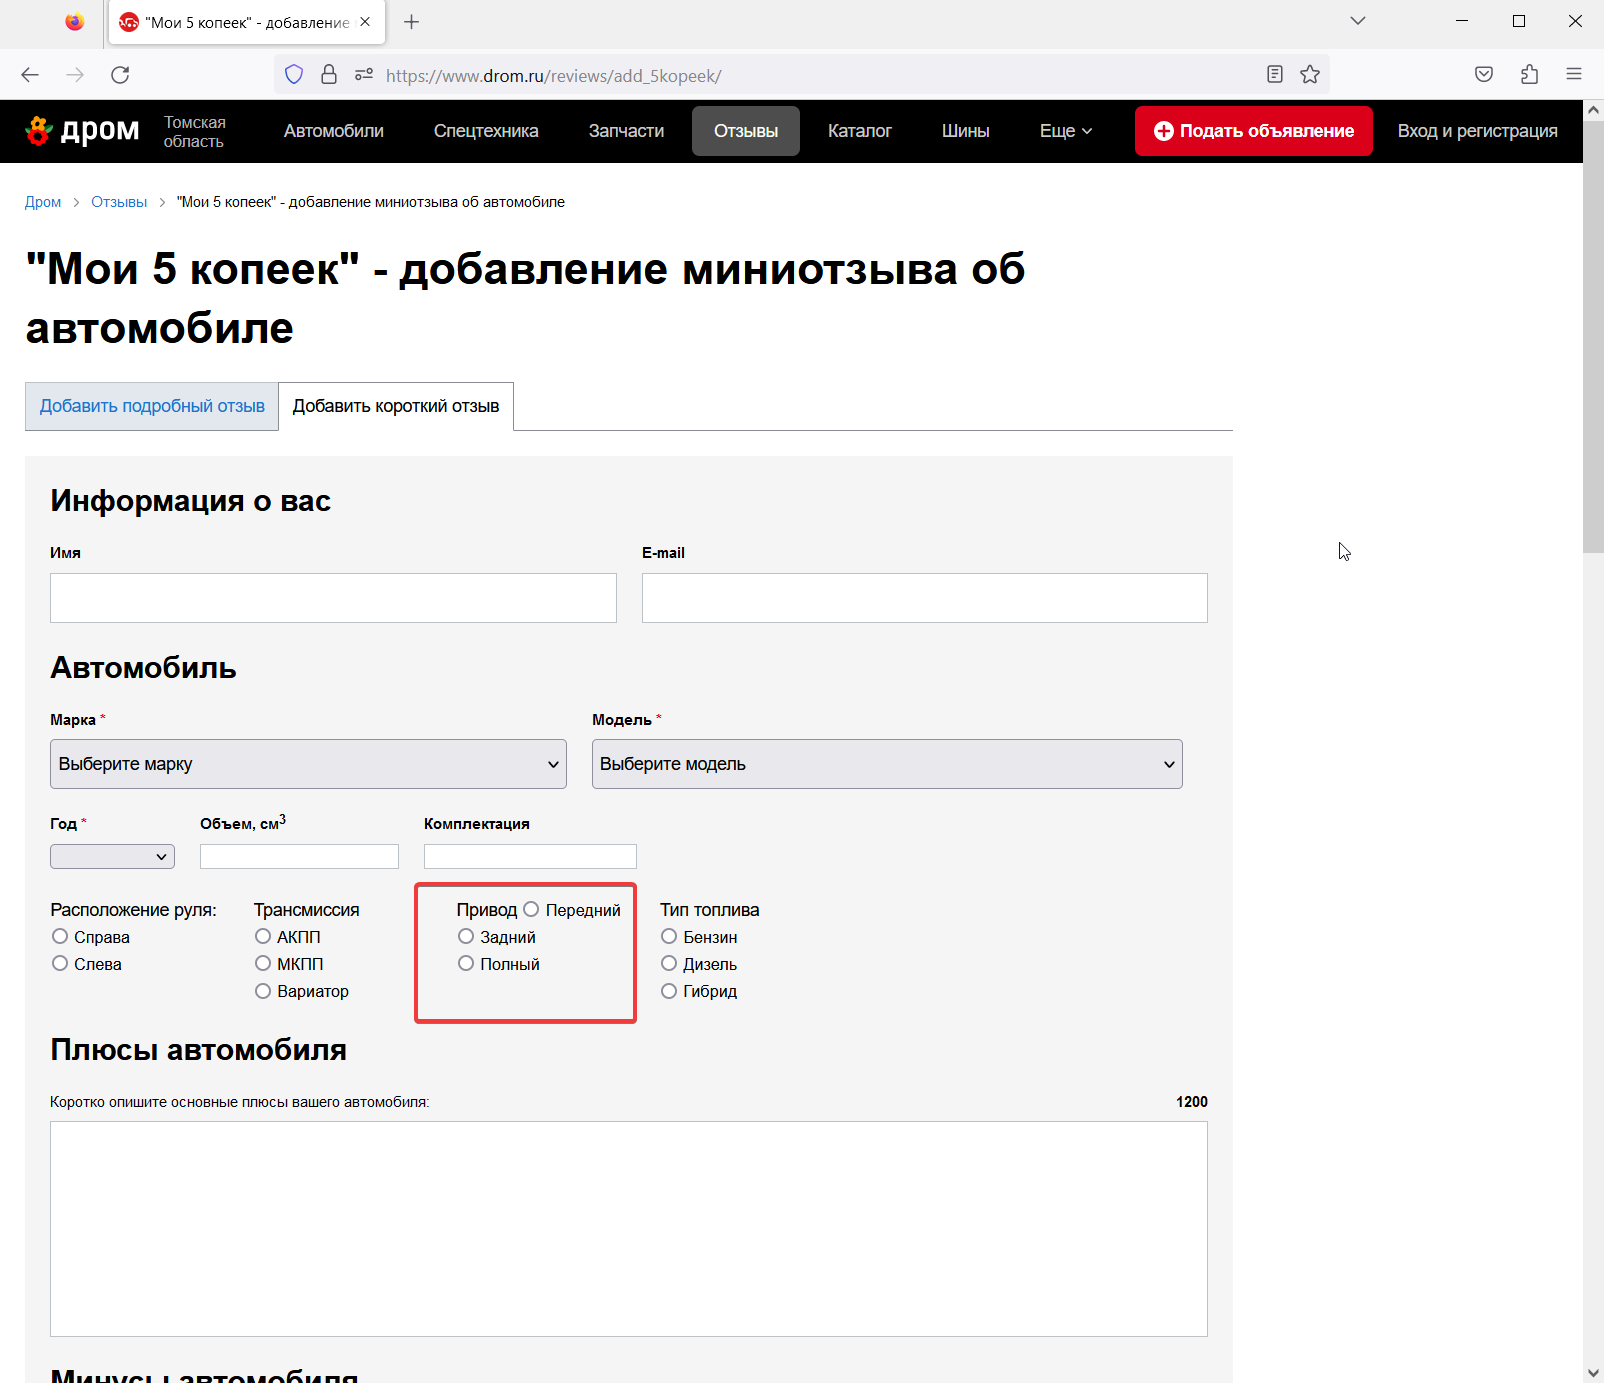 "Мои 5 копеек" - добавление
https://www.drom.ru/reviews/add_5kopeek/
дром
Томская
область
Автомобили
Спецтехника
Запчасти
Отзывы
Каталог
Шины
Еще
Подать объявление
Вход и регистрация
Дром > Отзывы > "Мои 5 копеек" - добавление миниотзыва об автомобиле
"Мои 5 копеек" - добавление миниотзыва об
автомобиле
Добавить подробный отзыв
Добавить короткий отзыв
Информация о вас
Имя
E-mail
Автомобиль
Марка *
Модель *
Выберите марку
Выберите модель
Год *
Объем, см3
Комплектация
Расположение руля:
Справа
Слева
Трансмиссия
АКПП
МКПП
Вариатор
Привод Передний
Задний
Полный
Тип топлива
Бензин
Дизель
Гибрид
Плюсы автомобиля
Коротко опишите основные плюсы вашего автомобиля:
1200
Минусы автомобиля